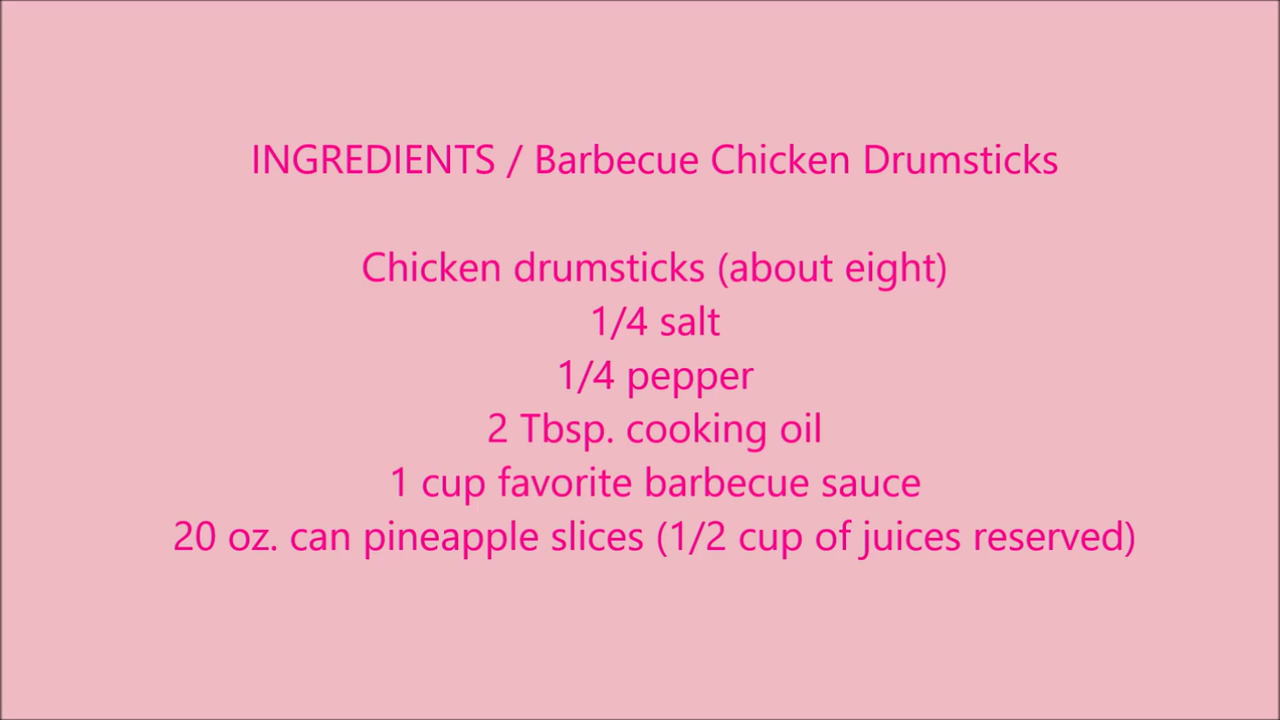 INGREDIENTS / Barbecue Chicken Drumsticks
Chicken drumsticks (about eight)
1/4 salt
1/4 pepper
2 Tbsp. cooking oil
1 cup favorite barbecue sauce
20 oz. can pineapple slices (1/2 cup of juices reserved)